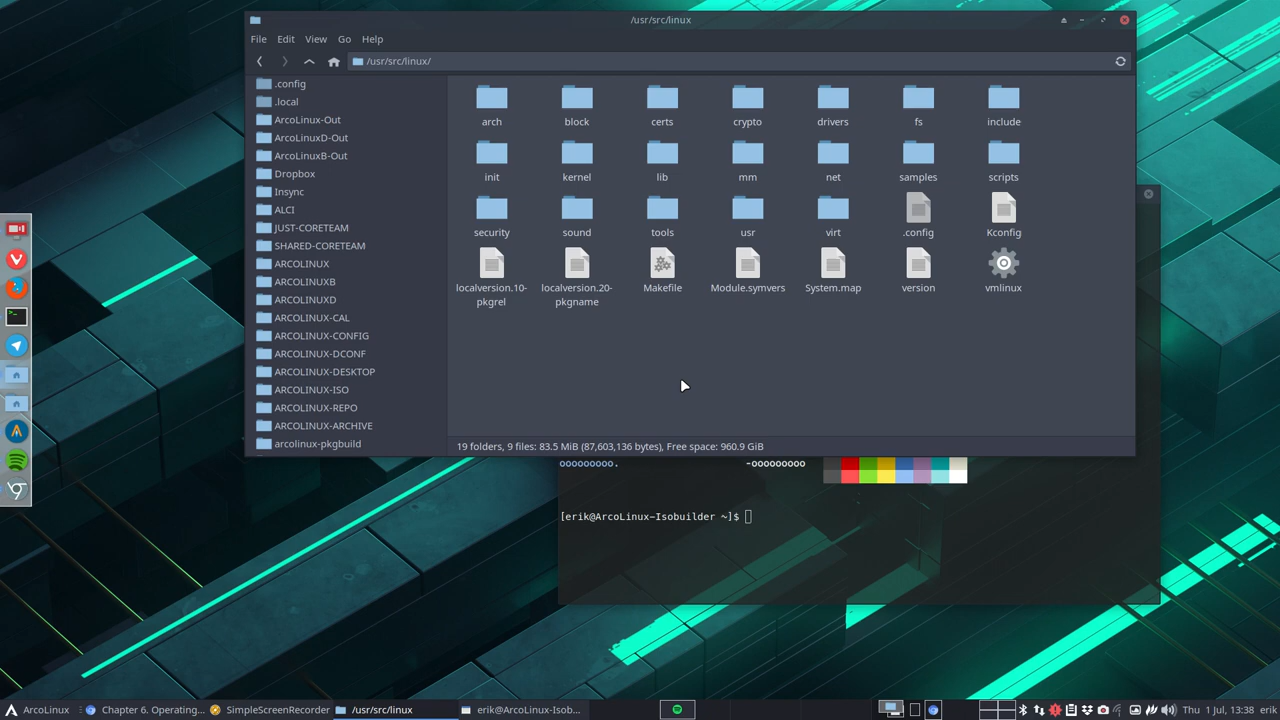 /usr/src/linux
File Edit View Go Help
/usr/src/linux/
.config
.local
ArcoLinux-Out
ArcoLinuxD-Out
ArcoLinuxB-Out
Dropbox
Insync
ALCI
JUST-CORETEAM
SHARED-CORETEAM
ARCOLINUX
ARCOLINUXB
ARCOLINUXD
ARCOLINUX-CAL
ARCOLINUX-CONFIG
ARCOLINUX-DCONF
ARCOLINUX-DESKTOP
ARCOLINUX-ISO
ARCOLINUX-REPO
ARCOLINUX-ARCHIVE
arcolinux-pkgbuild
arch block certs crypto drivers fs include
init kernel lib mm net samples scripts
security sound tools usr virt .config Kconfig
localversion.10-pkgrel localversion.20-pkgname Makefile Module.symvers System.map version vmlinux
19 folders, 9 files: 83.5 MiB (87,603,136 bytes), Free space: 960.9 GiB
ooooooooo. -ooooooooo
[erik@ArcoLinux-Isobuilder ~]$
ArcoLinux Chapter 6. Operating... SimpleScreenRecorder /usr/src/linux erik@ArcoLinux-Isob... Thu 1 Jul, 13:38 erik